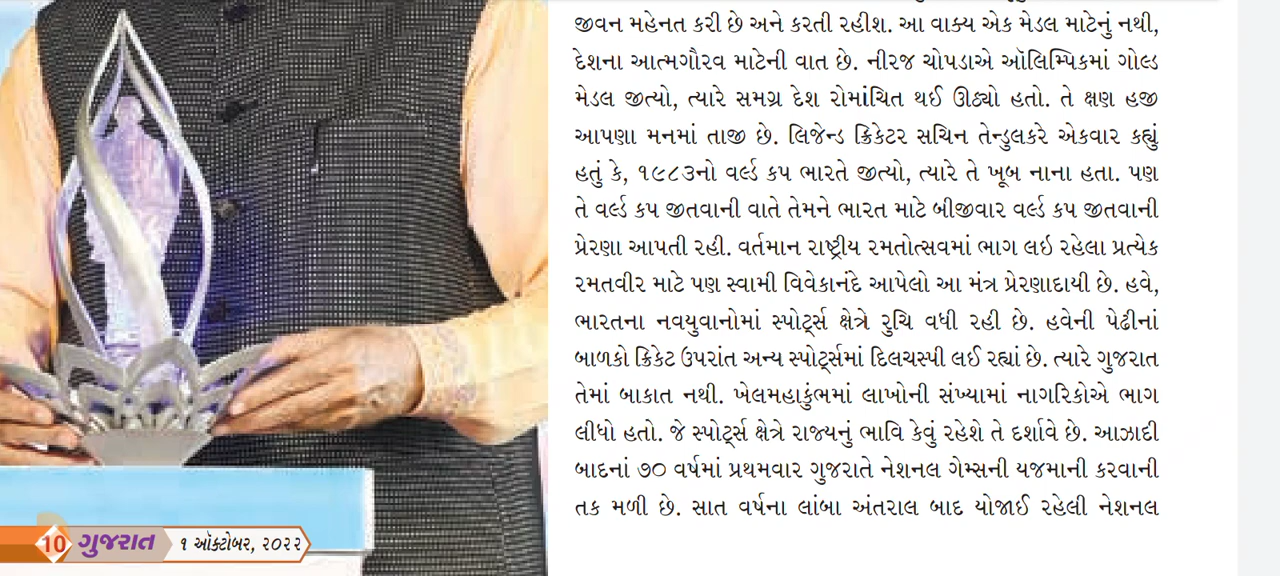 જીવન મહેનત કરી છે અને કરતી રહીશ. આ વાક્ય એક મેડલ માટેનું નથી,
દેશના આત્મગૌરવ માટેની વાત છે. નીરજ ચોપડાએ ઑલિમ્પિકમાં ગોલ્ડ
મેડલ જીત્યો, ત્યારે સમગ્ર દેશ રોમાંચિત થઈ ઊઠ્યો હતો. તે ક્ષણ હજી
આપણા મનમાં તાજી છે. લિજેન્ડ ક્રિકેટર સચિન તેન્ડુલકરે એકવાર કહ્યું
હતું કે, ૧૯૮૩નો વર્લ્ડ કપ ભારતે જીત્યો, ત્યારે તે ખૂબ નાના હતા. પણ
તે વર્લ્ડ કપ જીતવાની વાતે તેમને ભારત માટે બીજીવાર વર્લ્ડ કપ જીતવાની
પ્રેરણા આપતી રહી. વર્તમાન રાષ્ટ્રીય રમતોત્સવમાં ભાગ લઇ રહેલા પ્રત્યેક
રમતવીર માટે પણ સ્વામી વિવેકાનંદે આપેલો આ મંત્ર પ્રેરણાદાયી છે. હવે,
ભારતના નવયુવાનોમાં સ્પોર્ટ્સ ક્ષેત્રે રુચિ વધી રહી છે. હવેની પેઢીનાં
બાળકો ક્રિકેટ ઉપરાંત અન્ય સ્પોર્ટ્સમાં દિલચસ્પી લઈ રહ્યાં છે. ત્યારે ગુજરાત
તેમાં બાકાત નથી. ખેલમહાકુંભમાં લાખોની સંખ્યામાં નાગરિકોએ ભાગ
લીધો હતો. જે સ્પોર્ટ્સ ક્ષેત્રે રાજ્યનું ભાવિ કેવું રહેશે તે દર્શાવે છે. આઝાદી
બાદનાં ૭૦ વર્ષમાં પ્રથમવાર ગુજરાતે નેશનલ ગેમ્સની યજમાની કરવાની
તક મળી છે. સાત વર્ષના લાંબા અંતરાલ બાદ યોજાઈ રહેલી નેશનલ
10 ગુજરાત ૧ ઑક્ટોબર, ૨૦૨૨